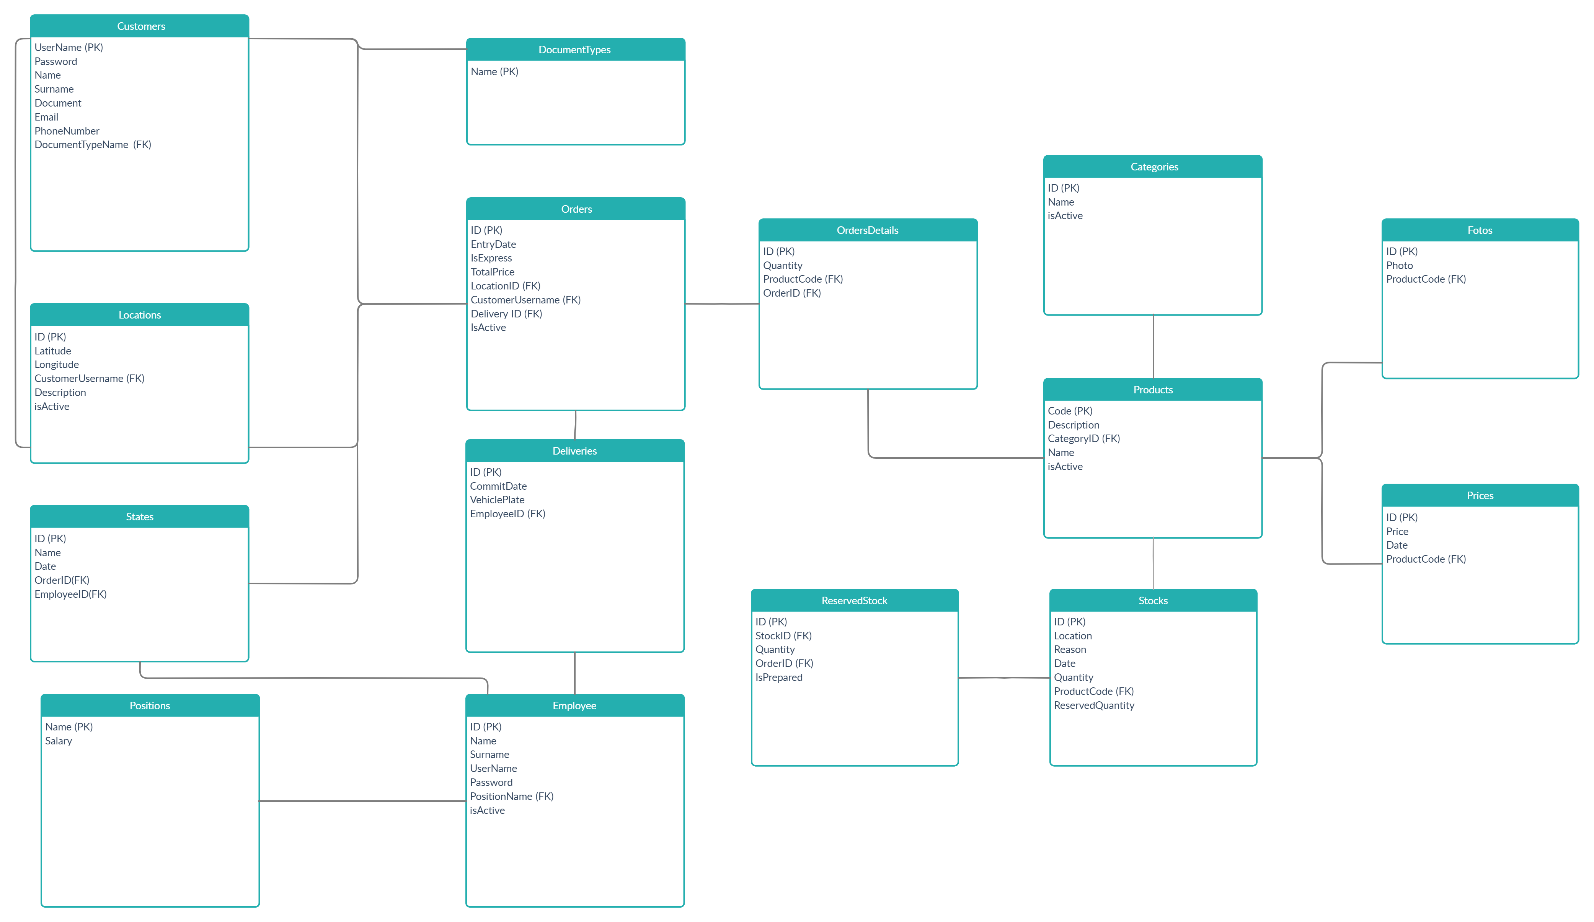 Customers
UserName (PK)
Password
Name
Surname
Document
Email
PhoneNumber
DocumentTypeName (FK)
DocumentTypes
Name (PK)
Orders
ID (PK)
EntryDate
IsExpress
TotalPrice
LocationID (FK)
CustomerUsername (FK)
Delivery ID (FK)
IsActive
OrdersDetails
ID (PK)
Quantity
ProductCode (FK)
OrderID (FK)
Categories
ID (PK)
Name
isActive
Fotos
ID (PK)
Photo
ProductCode (FK)
Locations
ID (PK)
Latitude
Longitude
CustomerUsername (FK)
Description
isActive
Products
Code (PK)
Description
CategoryID (FK)
Name
isActive
Deliveries
ID (PK)
CommitDate
VehiclePlate
EmployeeID (FK)
Prices
ID (PK)
Price
Date
ProductCode (FK)
States
ID (PK)
Name
Date
OrderID(FK)
EmployeeID(FK)
ReservedStock
ID (PK)
StockID (FK)
Quantity
OrderID (FK)
IsPrepared
Stocks
ID (PK)
Location
Reason
Date
Quantity
ProductCode (FK)
ReservedQuantity
Positions
Name (PK)
Salary
Employee
ID (PK)
Name
Surname
UserName
Password
PositionName (FK)
isActive